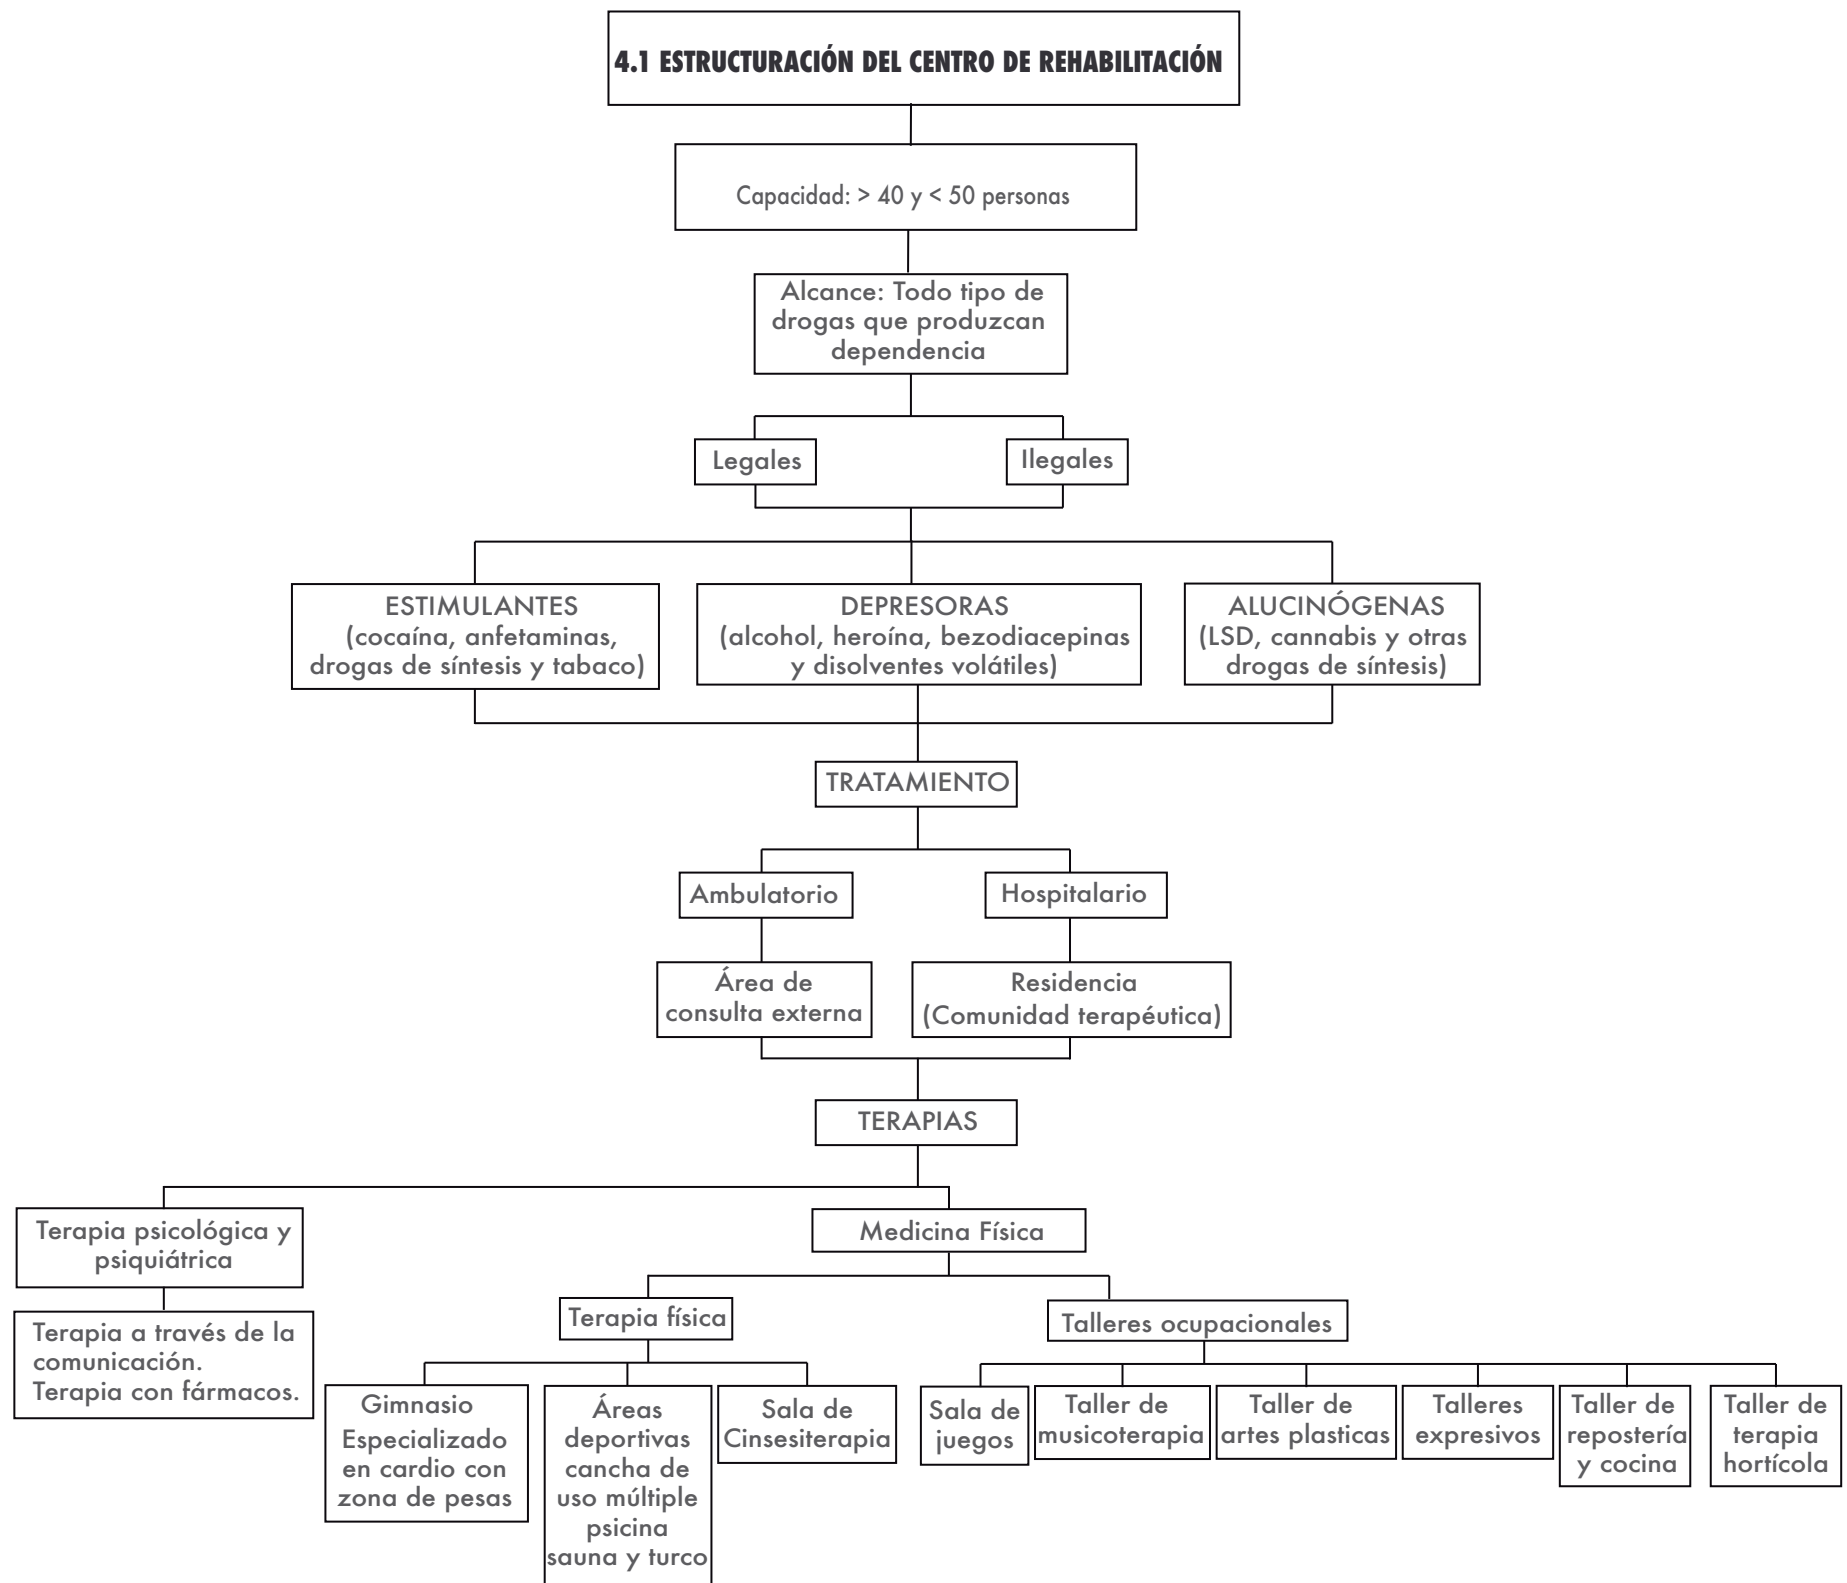 4.1 ESTRUCTURACIÓN DEL CENTRO DE REHABILITACIÓN
Capacidad: > 40 y < 50 personas
Alcance: Todo tipo de
drogas que produzcan
dependencia
Legales
Ilegales
ESTIMULANTES
(cocaína, anfetaminas,
drogas de síntesis y tabaco)
DEPRESORAS
(alcohol, heroína, bezodiacepinas
y disolventes volátiles)
ALUCINÓGENAS
(LSD, cannabis y otras
drogas de síntesis)
TRATAMIENTO
Ambulatorio
Hospitalario
Área de
consulta externa
Residencia
(Comunidad terapéutica)
TERAPIAS
Terapia psicológica y
psiquiátrica
Medicina Física
Terapia a través de la
comunicación.
Terapia con fármacos.
Terapia física
Talleres ocupacionales
Gimnasio
Especializado
en cardio con
zona de pesas
Áreas
deportivas
cancha de
uso múltiple
psicina
sauna y turco
Sala de
Cinsesiterapia
Sala de
juegos
Taller de
musicoterapia
Taller de
artes plasticas
Talleres
expresivos
Taller de
repostería
y cocina
Taller de
terapia
hortícola